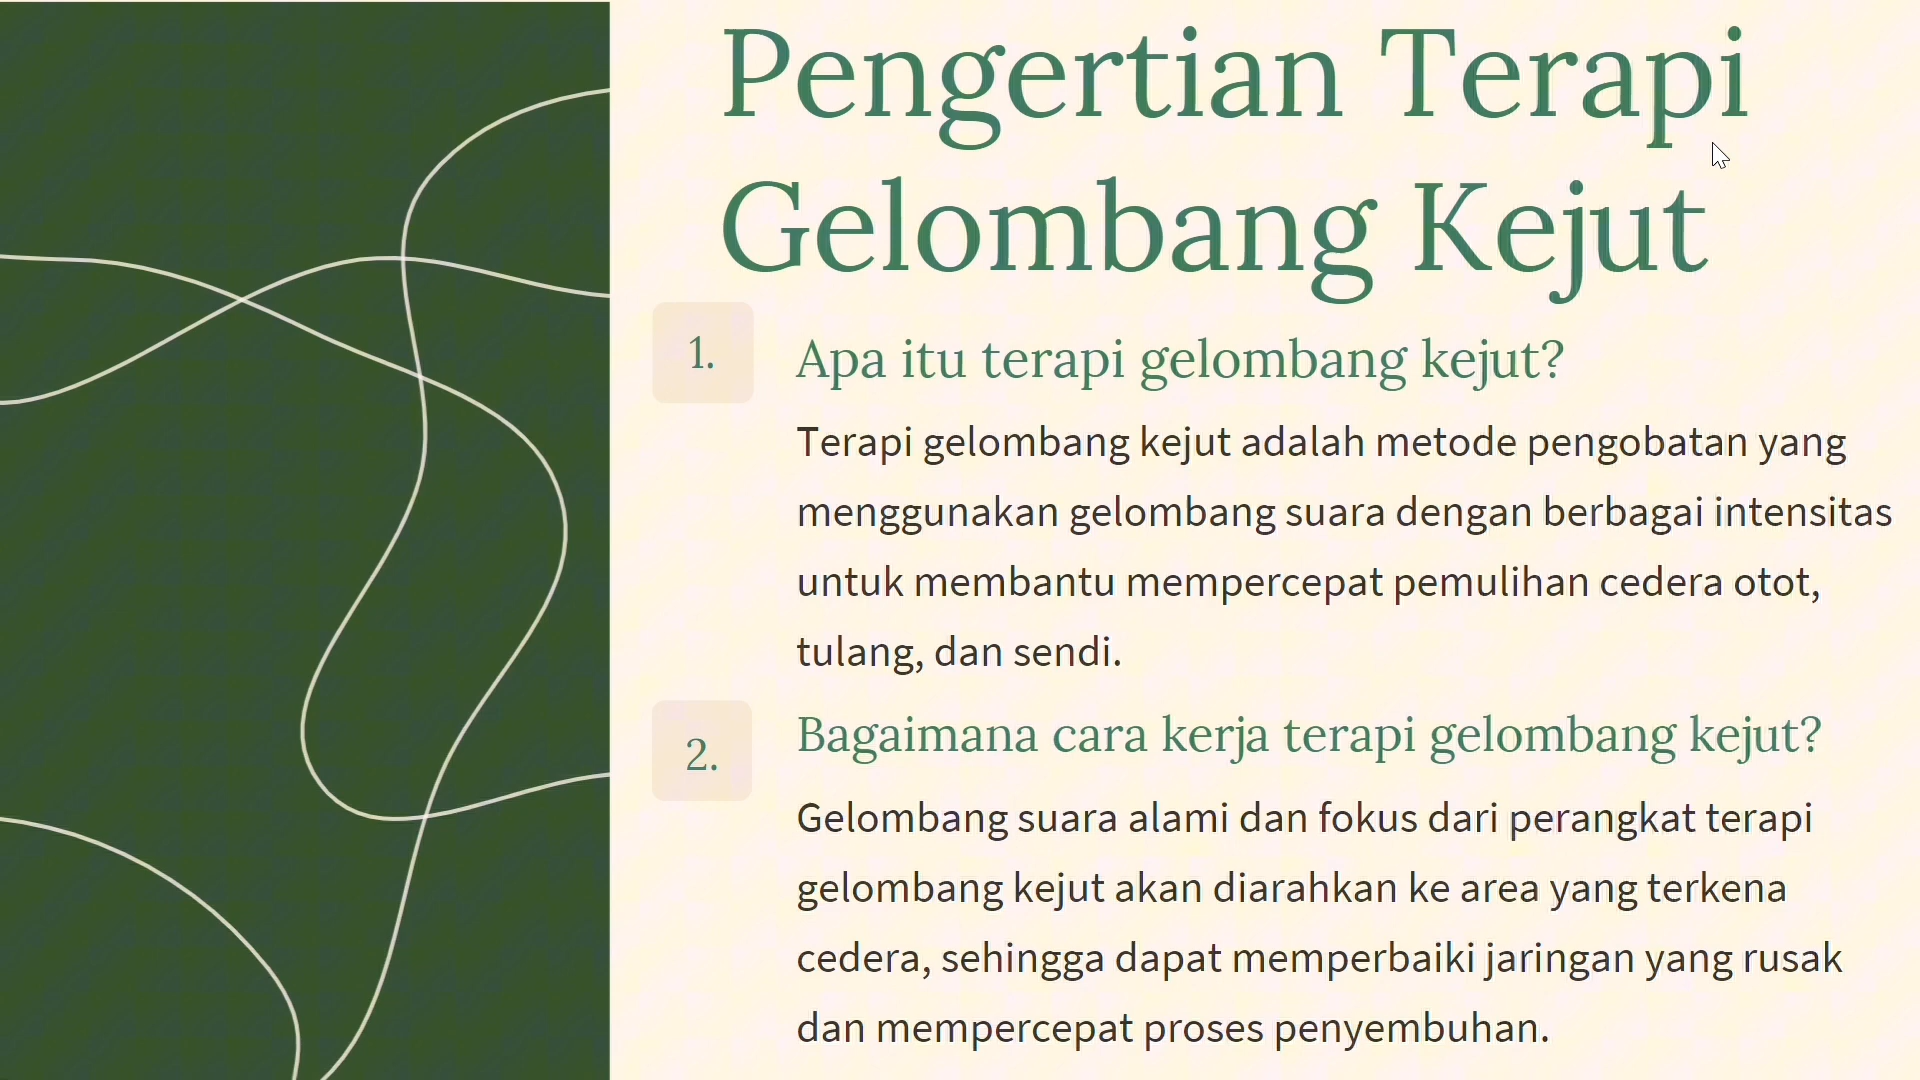 Pengertian Terapi
Gelombang Kejut
1.
Apa itu terapi gelombang kejut?
Terapi gelombang kejut adalah metode pengobatan yang
menggunakan gelombang suara dengan berbagai intensitas
untuk membantu mempercepat pemulihan cedera otot,
tulang, dan sendi.
2.
Bagaimana cara kerja terapi gelombang kejut?
Gelombang suara alami dan fokus dari perangkat terapi
gelombang kejut akan diarahkan ke area yang terkena
cedera, sehingga dapat memperbaiki jaringan yang rusak
dan mempercepat proses penyembuhan.